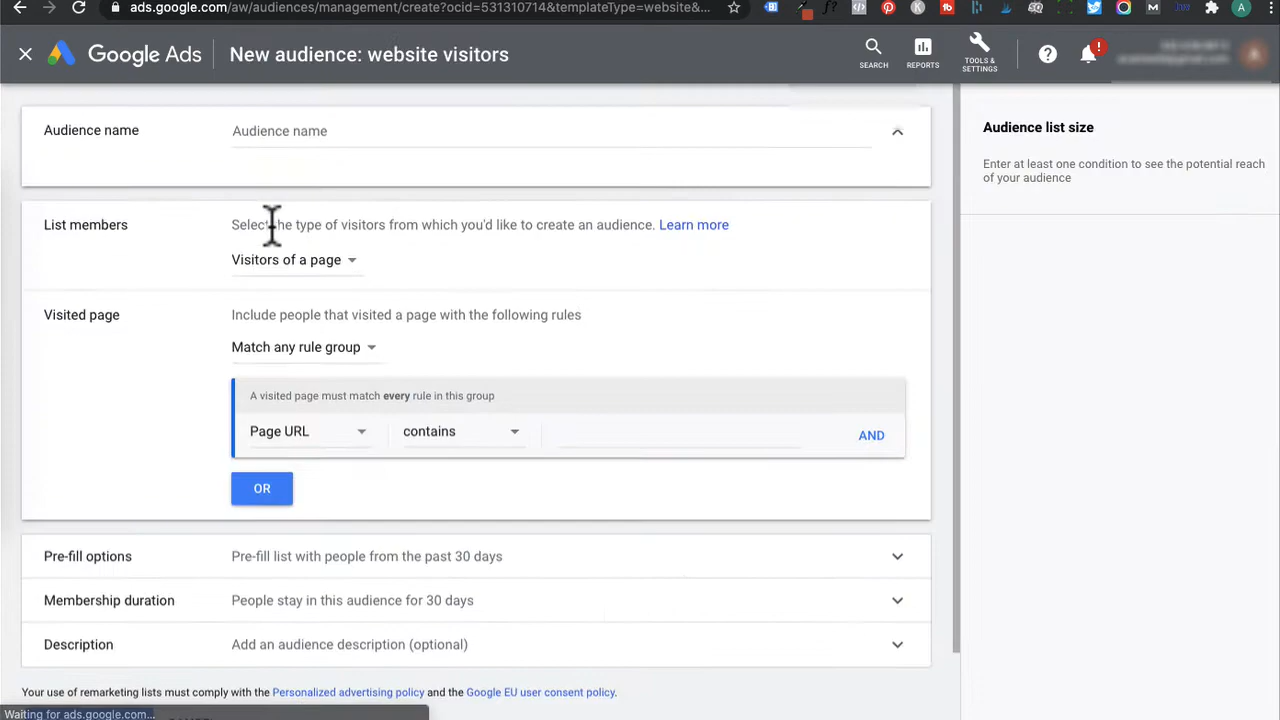 ads.google.com/aw/audiences/management/create?ocid=531310714&templateType=website&...
Google Ads
New audience: website visitors
SEARCH
REPORTS
TOOLS &
SETTINGS
?
!
A
Audience name
Audience name
Audience list size
Enter at least one condition to see the potential reach
of your audience
List members
Select the type of visitors from which you'd like to create an audience. Learn more
Visitors of a page
Visited page
Include people that visited a page with the following rules
Match any rule group
A visited page must match every rule in this group
Page URL
contains
AND
OR
Pre-fill options
Pre-fill list with people from the past 30 days
Membership duration
People stay in this audience for 30 days
Description
Add an audience description (optional)
Your use of remarketing lists must comply with the Personalized advertising policy and the Google EU user consent policy.
Waiting for ads.google.com...